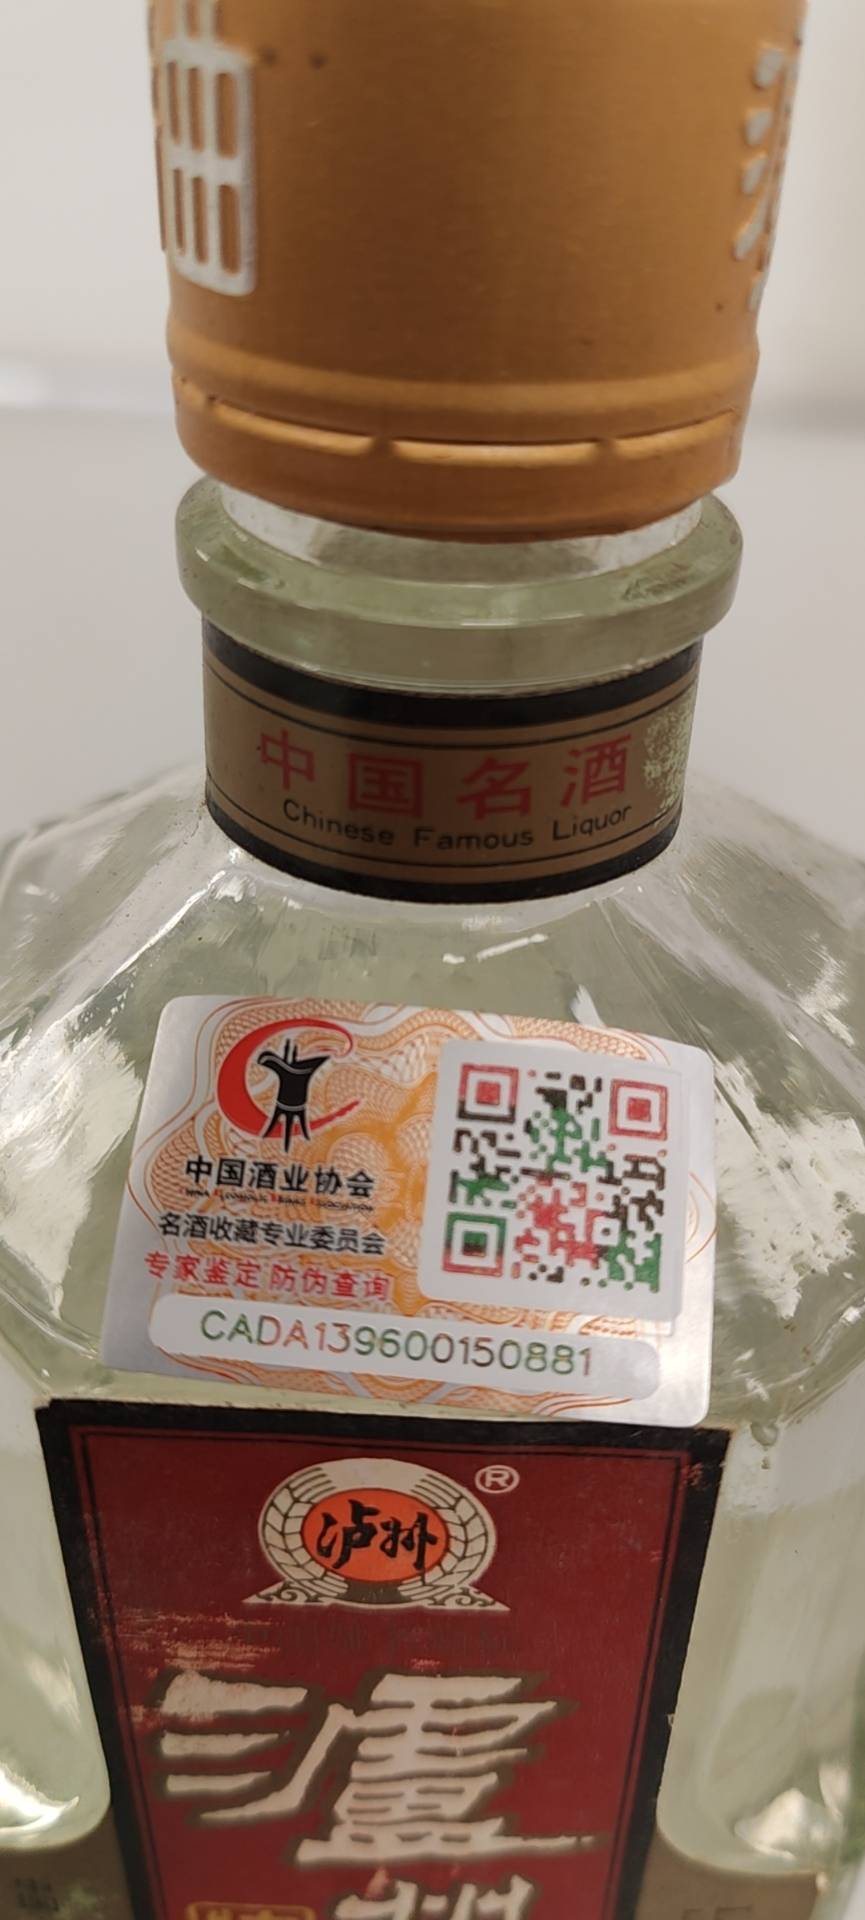 曲
中国名酒
Chinese Famous Liquor
中国酒业协会
名酒收藏专业委员会
专家鉴定 防伪查询
CADA139600150881
泸州
®
瀘